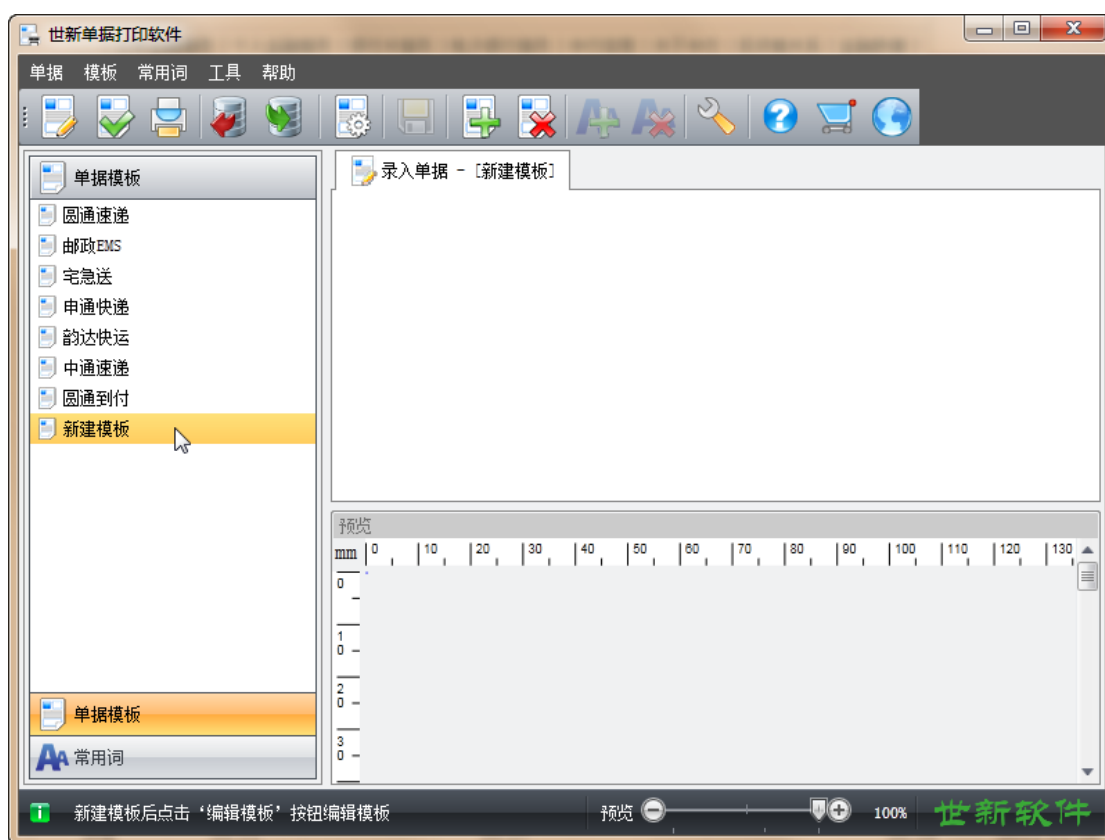 世新单据打印软件
单据 模板 常用词 工具 帮助
单据模板
圆通速递
邮政EMS
宅急送
申通快递
韵达快运
中通速递
圆通到付
新建模板
单据模板
常用词
录入单据 - [新建模板]
预览
mm 0 10 20 30 40 50 60 70 80 90 100 110 120 130
0
10
20
30
新建模板后点击‘编辑模板’按钮编辑模板
预览 100% 世新软件